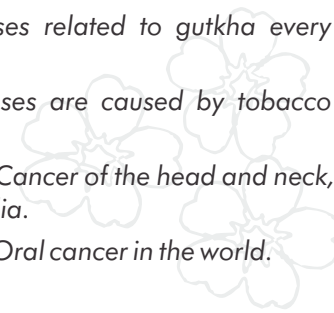 ses related to gutkha every
ses are caused by tobacco
Cancer of the head and neck,
ia.
Oral cancer in the world.